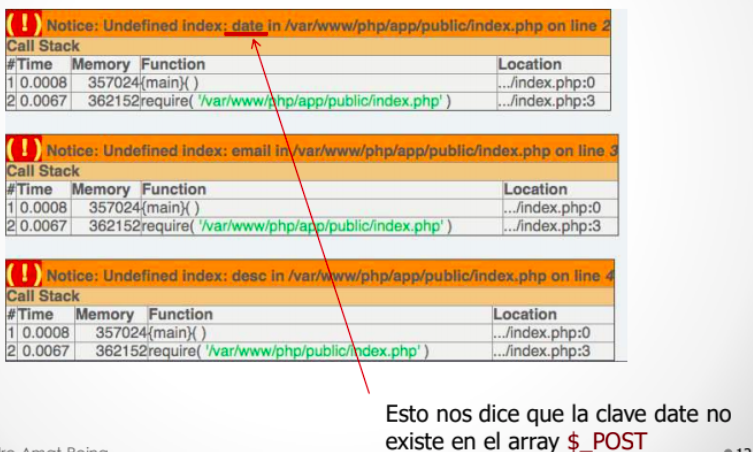 ( ! ) Notice: Undefined index: date in /var/www/php/app/public/index.php on line 2
Call Stack
# Time Memory Function Location
1 0.0008 357024 {main}( ) .../index.php:0
2 0.0067 362152 require( '/var/www/php/app/public/index.php' ) .../index.php:3
( ! ) Notice: Undefined index: email in /var/www/php/app/public/index.php on line 3
Call Stack
# Time Memory Function Location
1 0.0008 357024 {main}( ) .../index.php:0
2 0.0067 362152 require( '/var/www/php/app/public/index.php' ) .../index.php:3
( ! ) Notice: Undefined index: desc in /var/www/php/app/public/index.php on line 4
Call Stack
# Time Memory Function Location
1 0.0008 357024 {main}( ) .../index.php:0
2 0.0067 362152 require( '/var/www/php/public/index.php' ) .../index.php:3
Esto nos dice que la clave date no
existe en el array $_POST